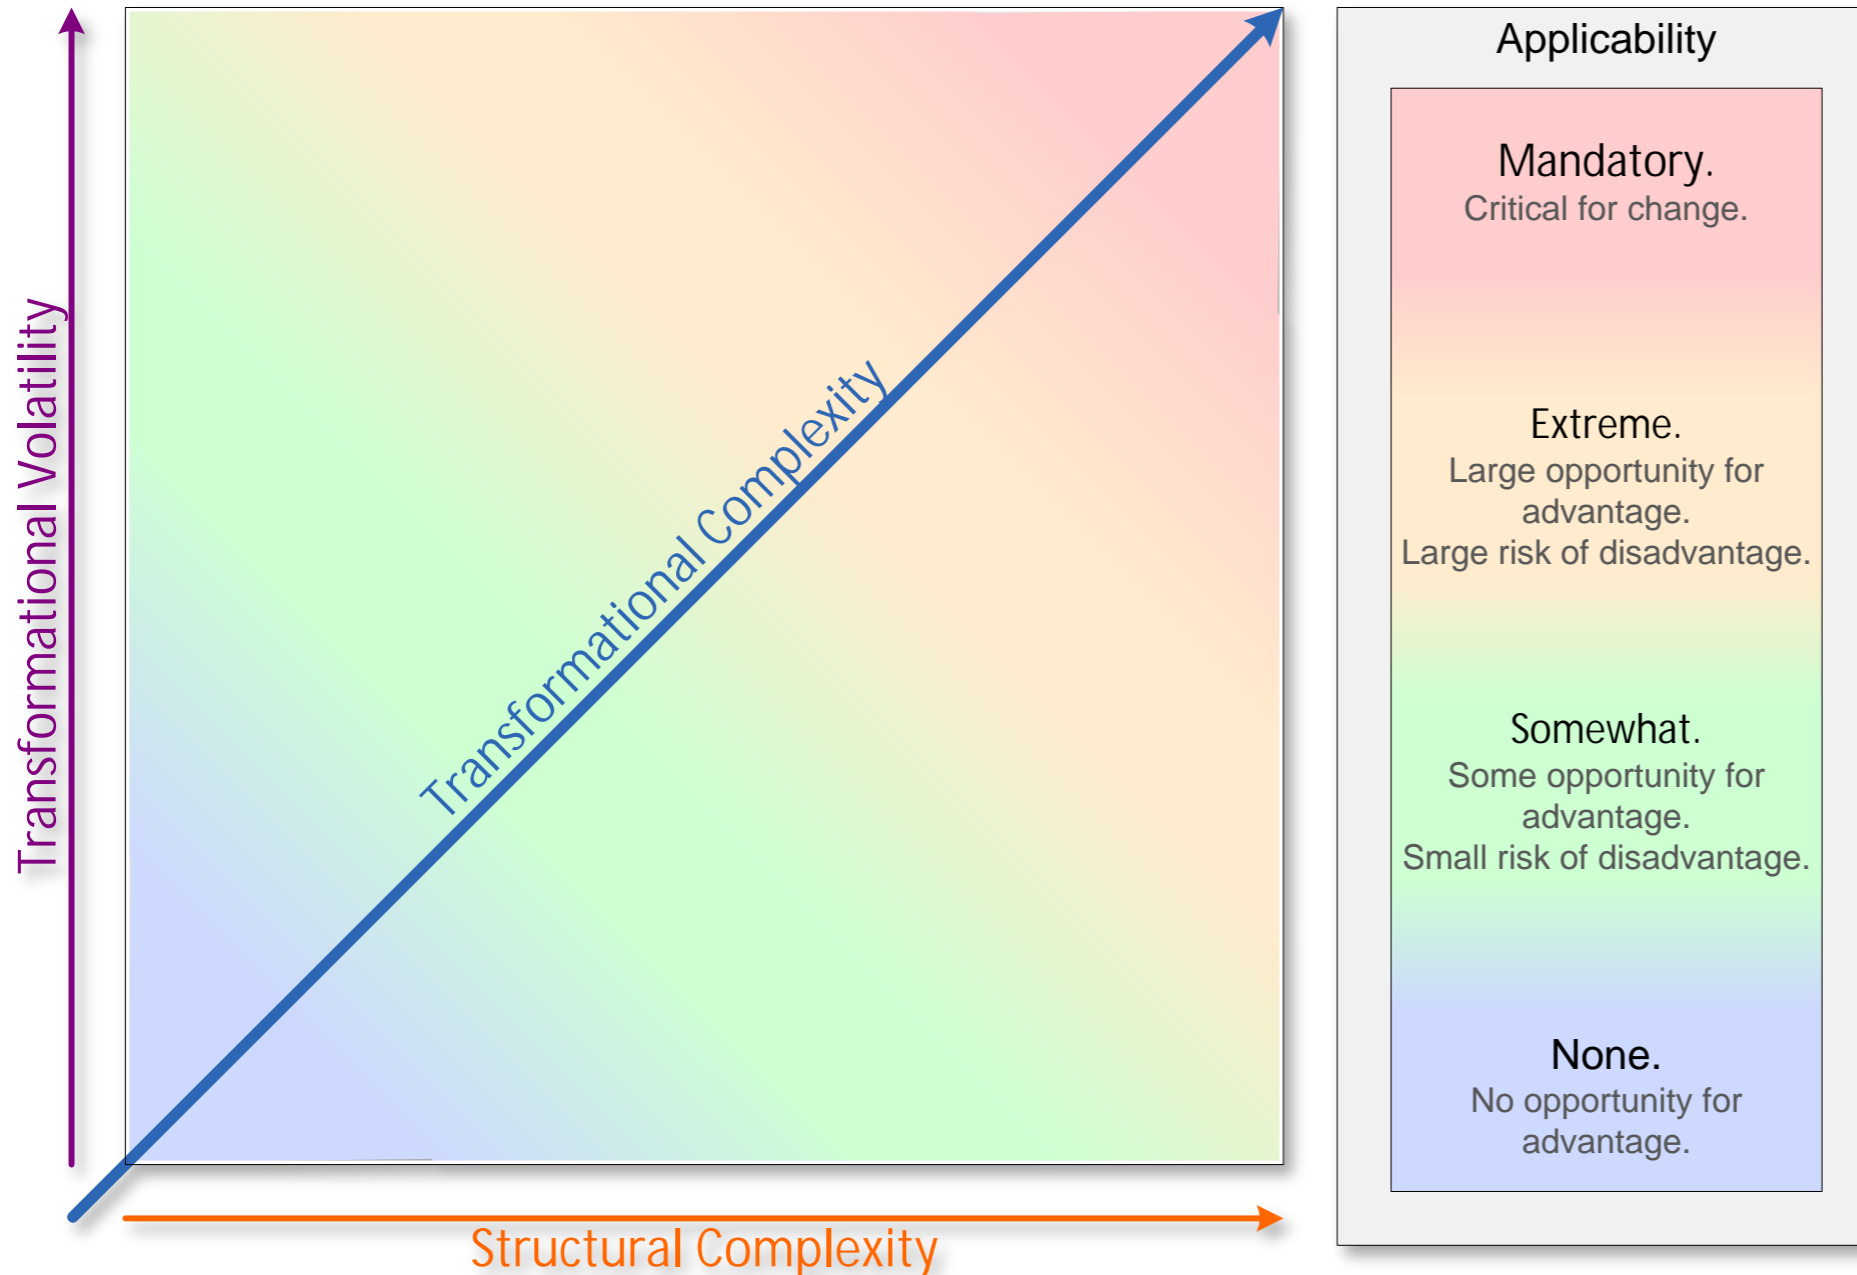 Transformational Volatility
Transformational Complexity
Structural Complexity
Applicability
Mandatory.
Critical for change.
Extreme.
Large opportunity for
advantage.
Large risk of disadvantage.
Somewhat.
Some opportunity for
advantage.
Small risk of disadvantage.
None.
No opportunity for
advantage.